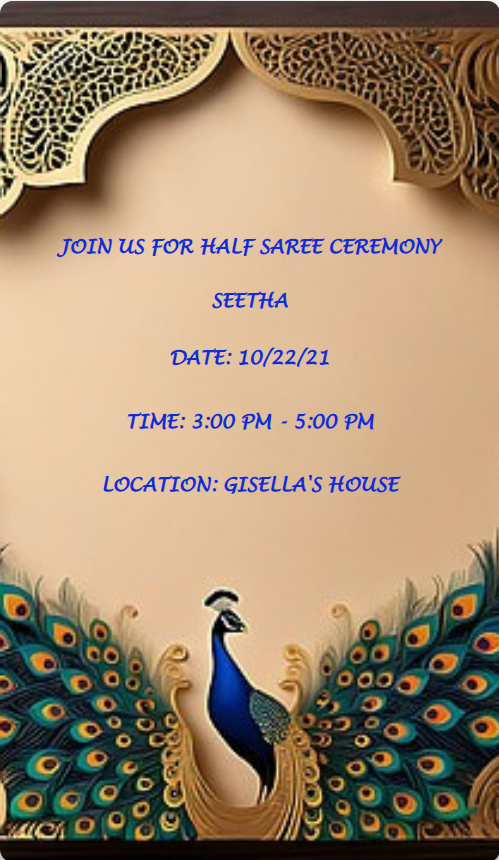 JOIN US FOR HALF SAREE CEREMONY
SEETHA
DATE: 10/22/21
TIME: 3:00 PM - 5:00 PM
LOCATION: GISELLA'S HOUSE